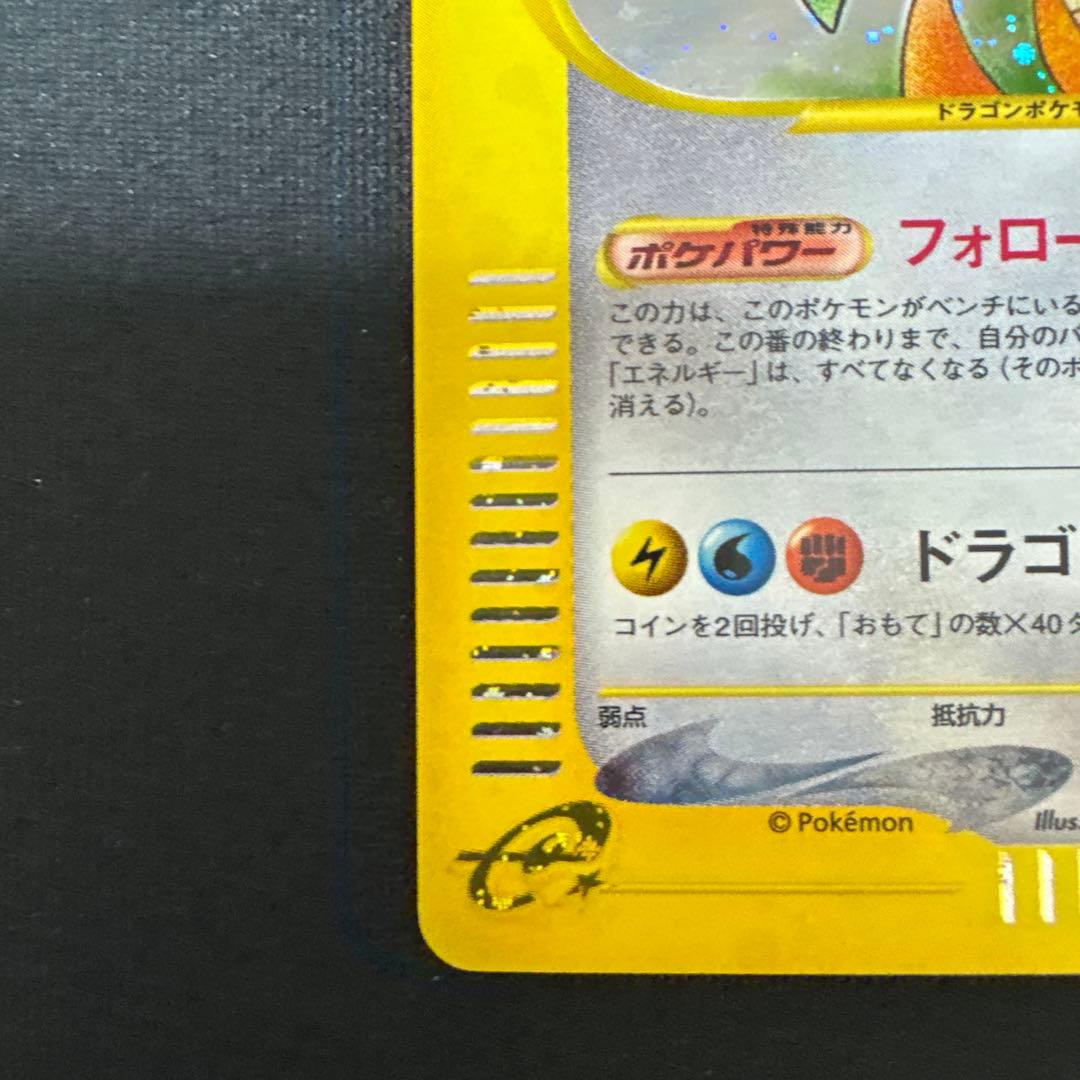 ドラゴンポケモ
特殊能力
ポケパワー
フォロー
この力は、このポケモンがベンチにいる
できる。この番の終わりまで、自分のバ
「エネルギー」は、すべてなくなる（そのポ
消える）。
ドラゴ
コインを2回投げ、「おもて」の数×40ダ
弱点
抵抗力
© Pokémon
Illus.